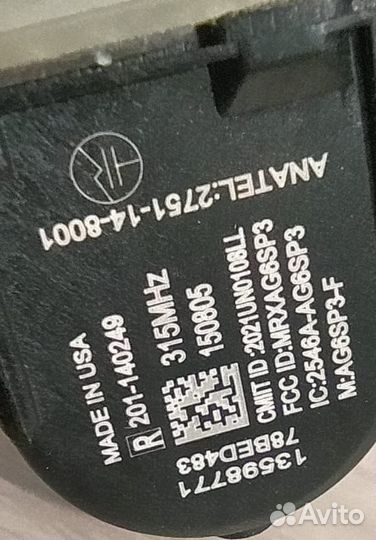 ANATEL:2751-14-8001
MADE IN USA
R 201-140249
315MHz
150805
CMIT ID:2021UN0108LL
FCC ID:MRXAG6SP3
IC:2546A-AG6SP3
M:AG6SP3-F
13598771
78BED483
Avito